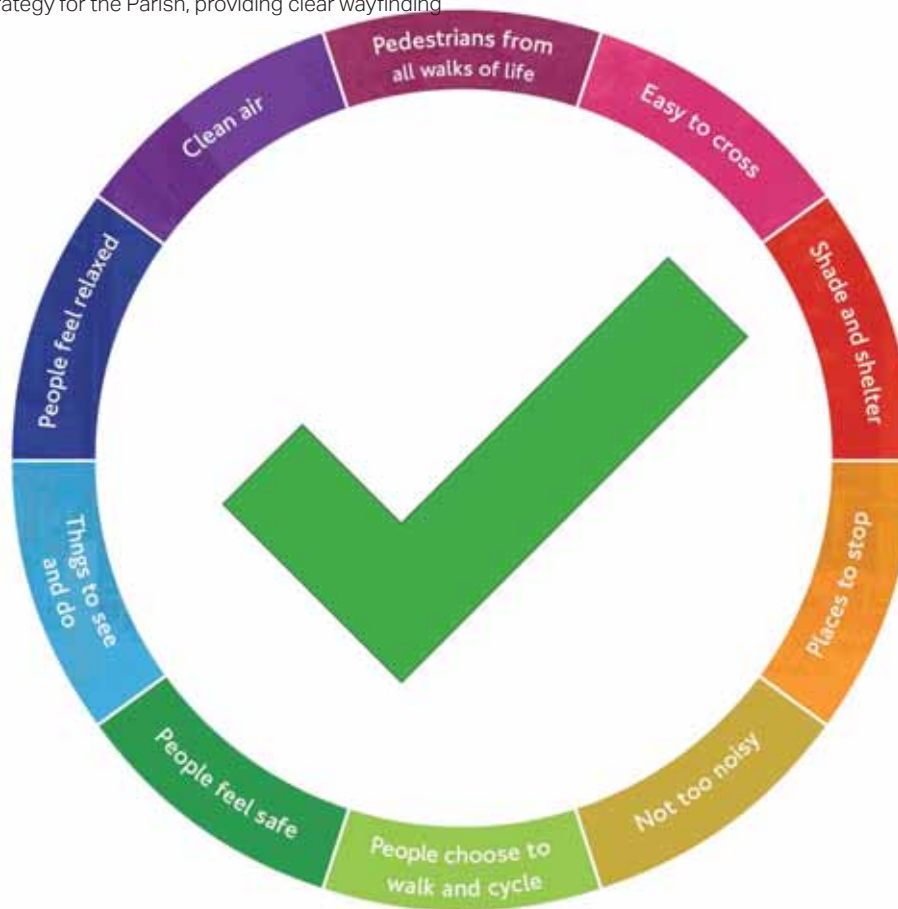 rategy for the Parish, providing clear wayfinding
Pedestrians from
all walks of life
Easy to cross
Shade and shelter
Places to stop
Not too noisy
People choose to
walk and cycle
People feel safe
Thngs to see
and do
People feel relaxed
Clean air